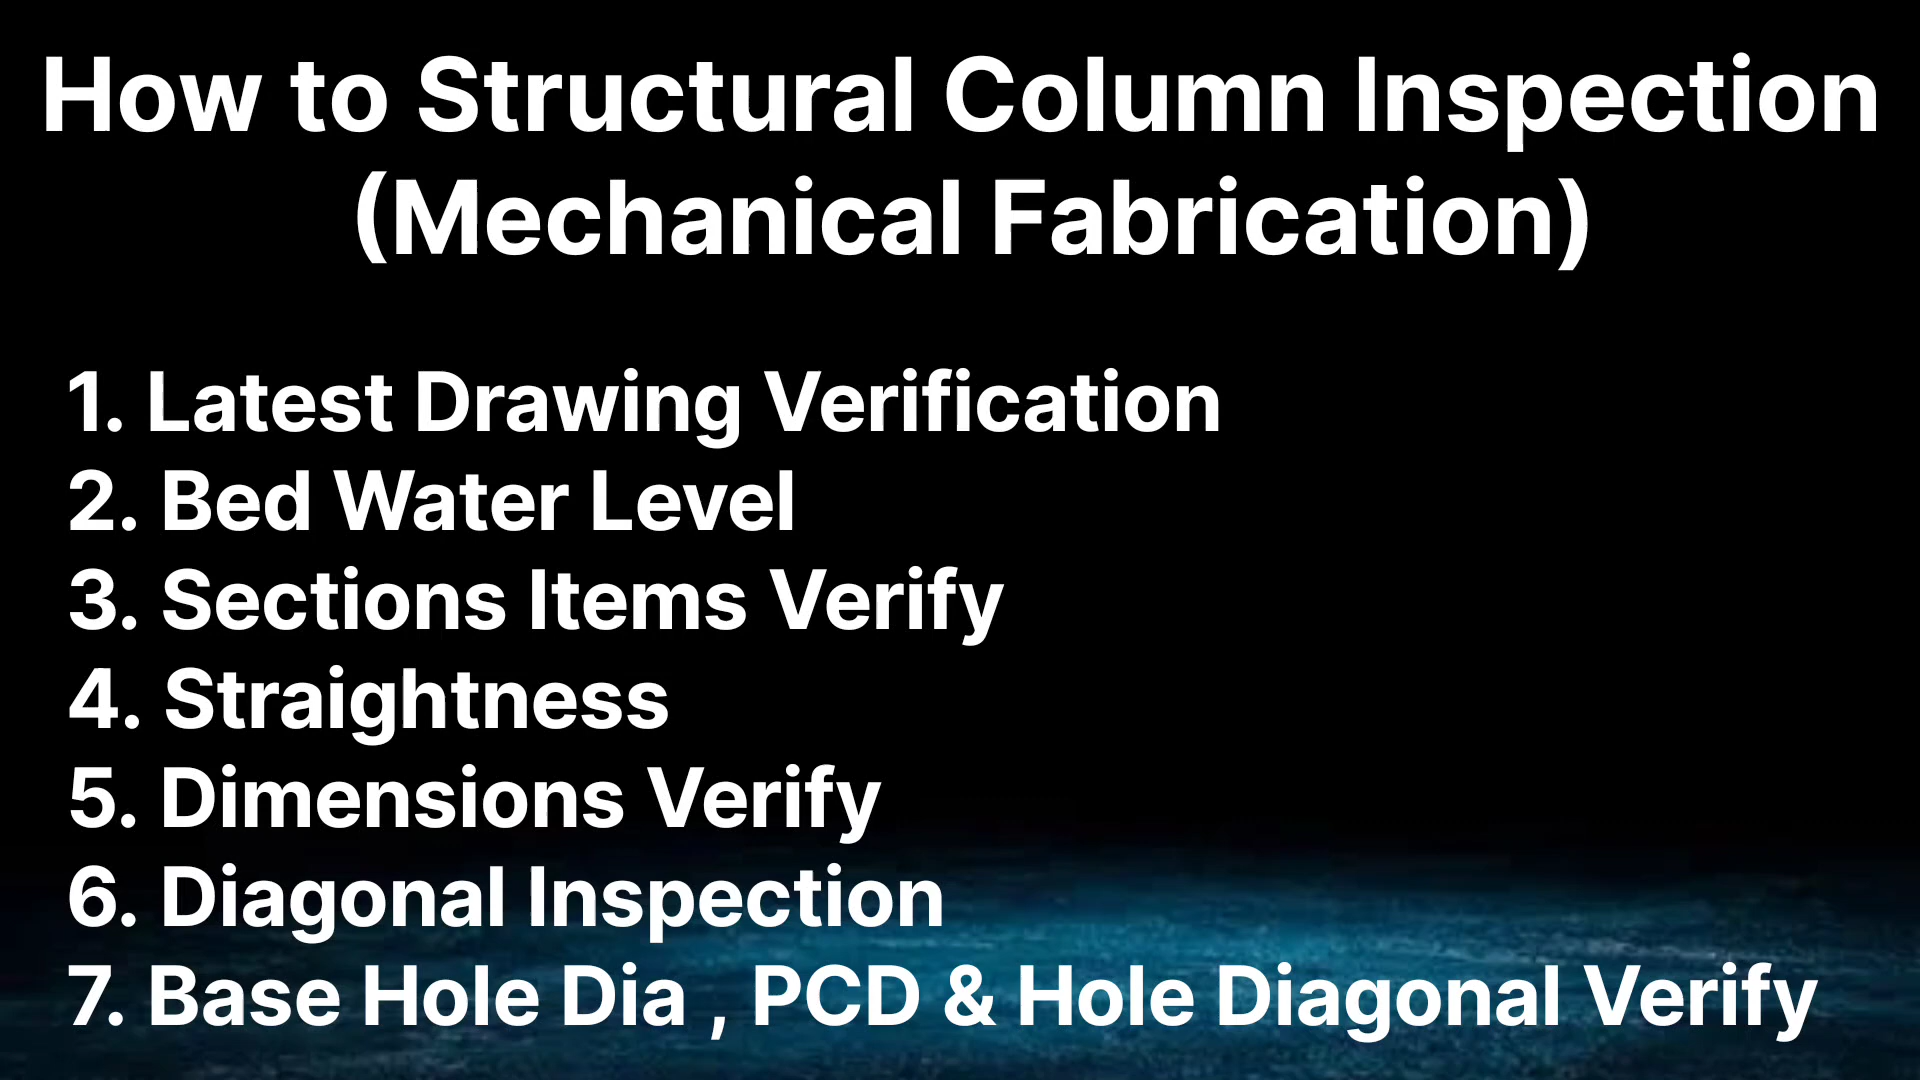 How to Structural Column Inspection
(Mechanical Fabrication)
1. Latest Drawing Verification
2. Bed Water Level
3. Sections Items Verify
4. Straightness
5. Dimensions Verify
6. Diagonal Inspection
7. Base Hole Dia , PCD & Hole Diagonal Verify